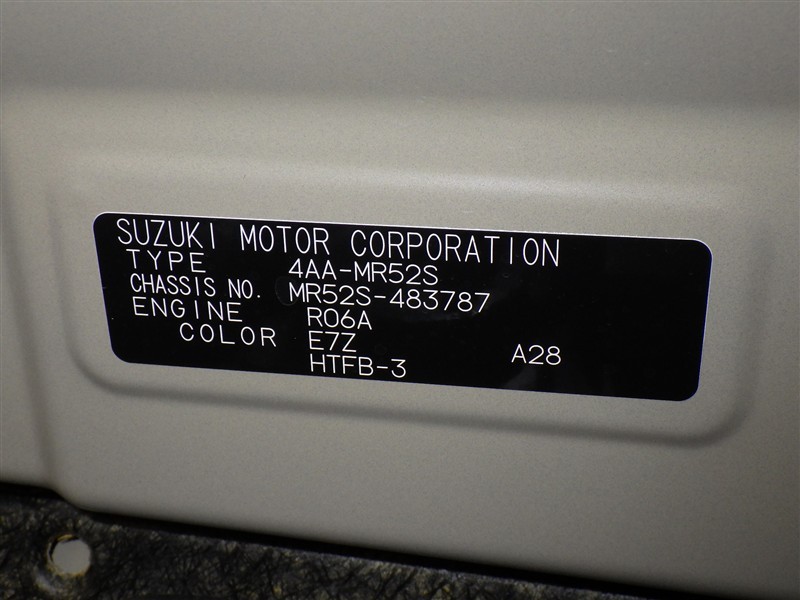 SUZUKI MOTOR CORPORATION
TYPE 4AA-MR52S
CHASSIS NO. MR52S-483787
ENGINE R06A
COLOR E7Z A28
HTFB-3